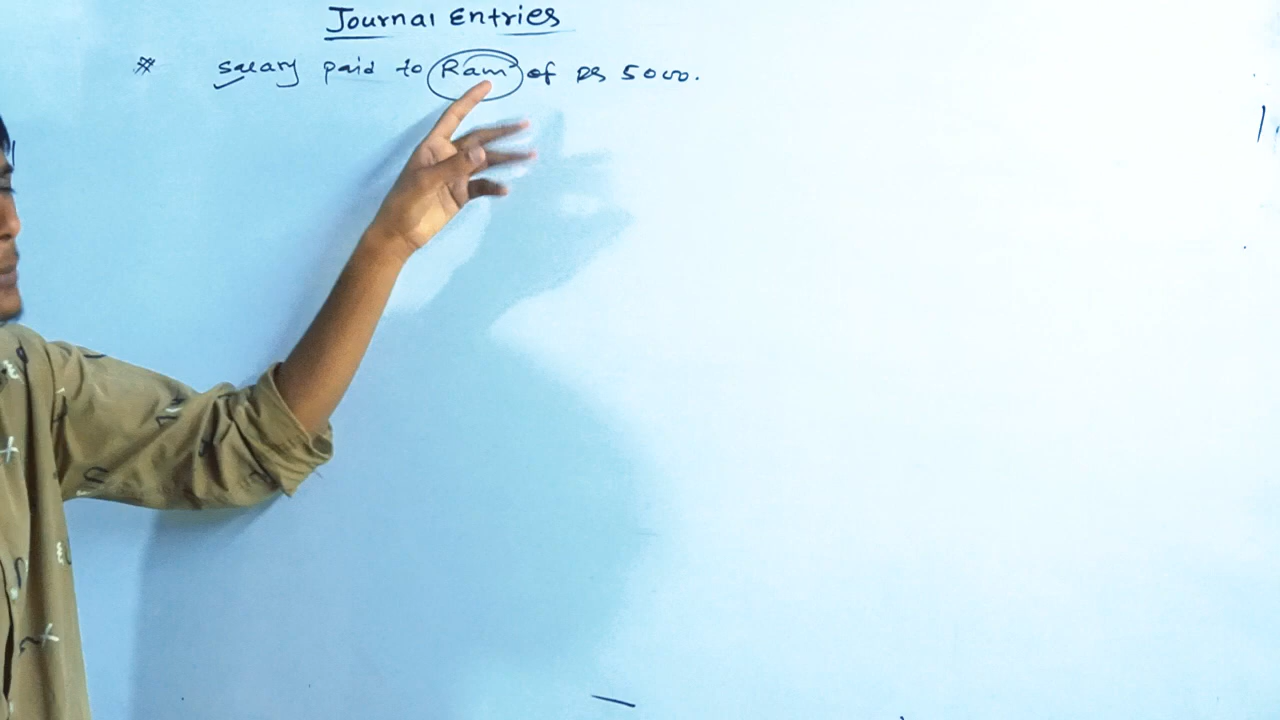 Journal Entries
* salary paid to Ram of Rs 5000.